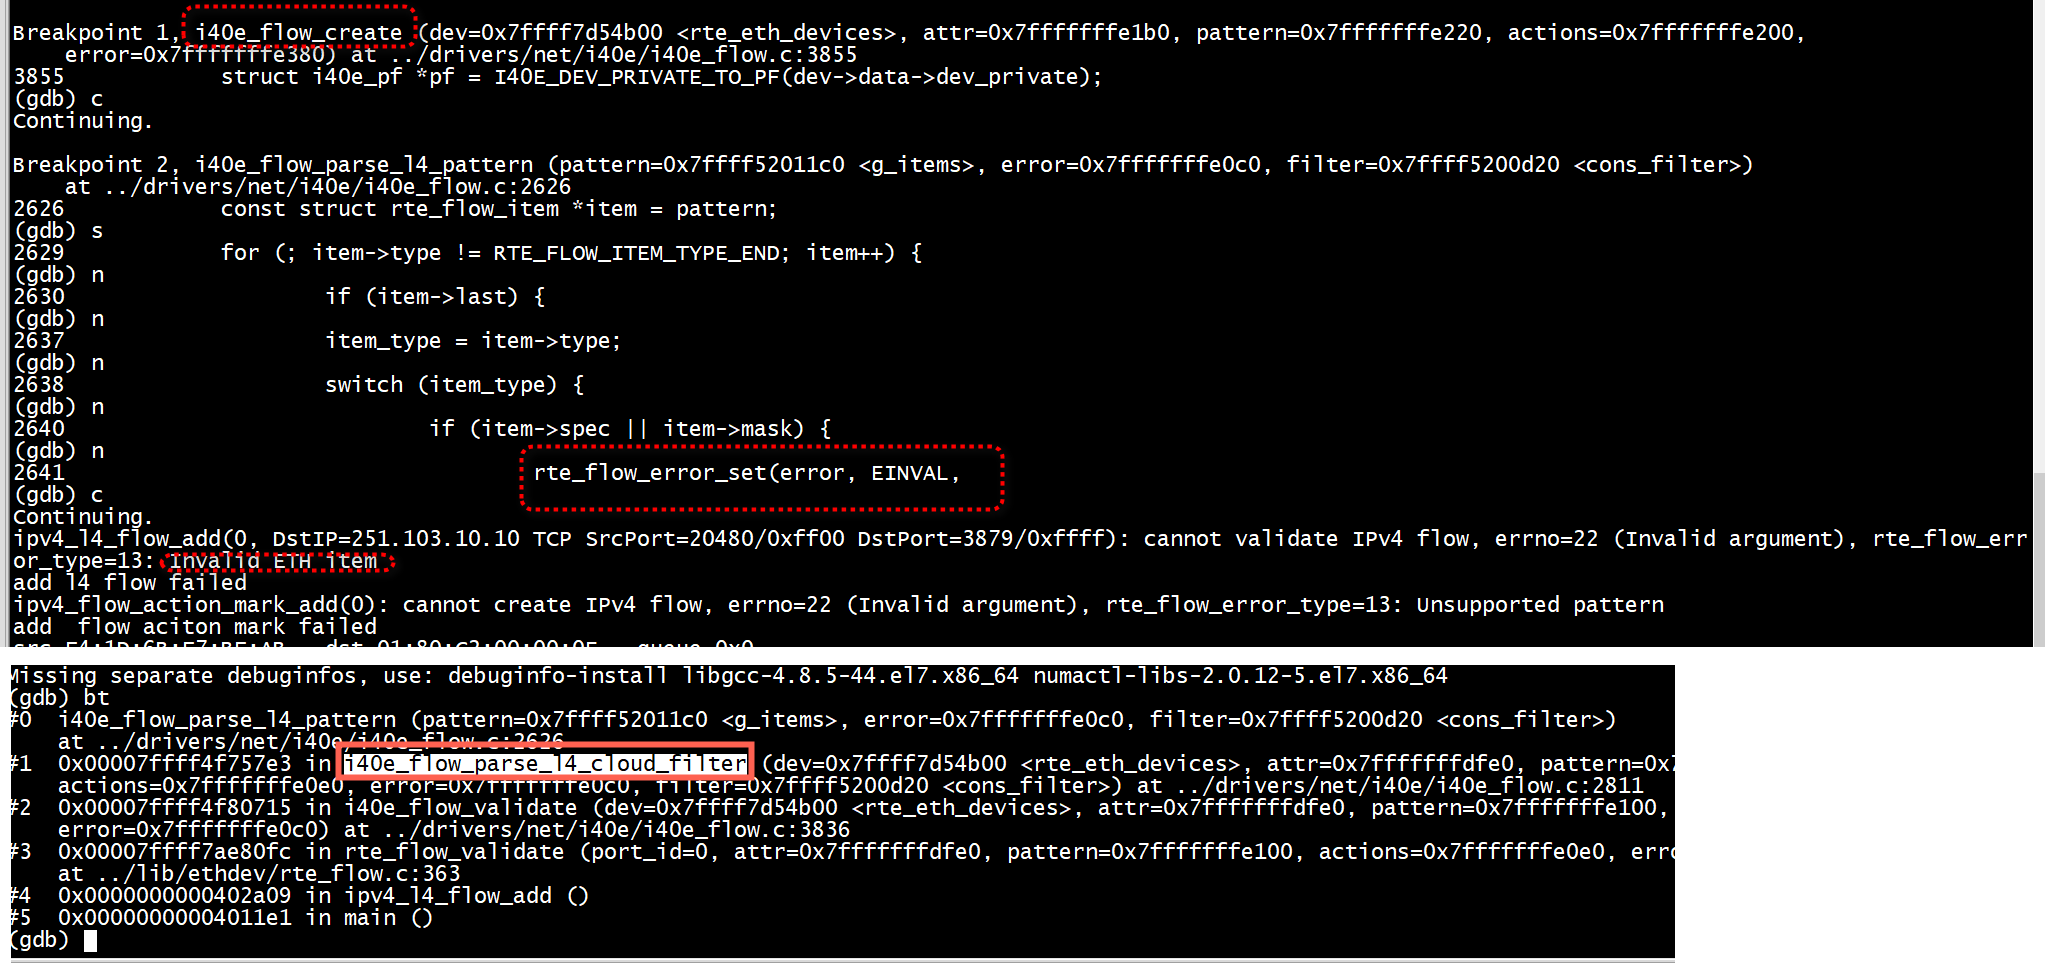 Breakpoint 1, i40e_flow_create (dev=0x7ffff7d54b00 <rte_eth_devices>, attr=0x7fffffffe1b0, pattern=0x7fffffffe220, actions=0x7fffffffe200,
error=0x7fffffffe380) at ../drivers/net/i40e/i40e_flow.c:3855
3855 struct i40e_pf *pf = I40E_DEV_PRIVATE_TO_PF(dev->data->dev_private);
(gdb) c
Continuing.
Breakpoint 2, i40e_flow_parse_l4_pattern (pattern=0x7ffff52011c0 <g_items>, error=0x7fffffffe0c0, filter=0x7ffff5200d20 <cons_filter>)
at ../drivers/net/i40e/i40e_flow.c:2626
2626 const struct rte_flow_item *item = pattern;
(gdb) s
2629 for (; item->type != RTE_FLOW_ITEM_TYPE_END; item++) {
(gdb) n
2630 if (item->last) {
(gdb) n
2637 item_type = item->type;
(gdb) n
2638 switch (item_type) {
(gdb) n
2640 if (item->spec || item->mask) {
(gdb) n
2641 rte_flow_error_set(error, EINVAL,
(gdb) c
Continuing.
ipv4_l4_flow_add(0, DstIP=251.103.10.10 TCP SrcPort=20480/0xff00 DstPort=3879/0xffff): cannot validate IPv4 flow, errno=22 (Invalid argument), rte_flow_err
or_type=13: Invalid ETH item
add l4 flow failed
ipv4_flow_action_mark_add(0): cannot create IPv4 flow, errno=22 (Invalid argument), rte_flow_error_type=13: Unsupported pattern
add flow aciton mark failed
Missing separate debuginfos, use: debuginfo-install libgcc-4.8.5-44.el7.x86_64 numactl-libs-2.0.12-5.el7.x86_64
(gdb) bt
#0 i40e_flow_parse_l4_pattern (pattern=0x7ffff52011c0 <g_items>, error=0x7fffffffe0c0, filter=0x7ffff5200d20 <cons_filter>)
at ../drivers/net/i40e/i40e_flow.c:2626
#1 0x00007ffff4f757e3 in i40e_flow_parse_l4_cloud_filter (dev=0x7ffff7d54b00 <rte_eth_devices>, attr=0x7fffffffdfe0, pattern=0x7
actions=0x7fffffffe0e0, error=0x7fffffffe0c0, filter=0x7ffff5200d20 <cons_filter>) at ../drivers/net/i40e/i40e_flow.c:2811
#2 0x00007ffff4f80715 in i40e_flow_validate (dev=0x7ffff7d54b00 <rte_eth_devices>, attr=0x7fffffffdfe0, pattern=0x7fffffffe100,
error=0x7fffffffe0c0) at ../drivers/net/i40e/i40e_flow.c:3836
#3 0x00007ffff7ae80fc in rte_flow_validate (port_id=0, attr=0x7fffffffdfe0, pattern=0x7fffffffe100, actions=0x7fffffffe0e0, erro
at ../lib/ethdev/rte_flow.c:363
#4 0x0000000000402a09 in ipv4_l4_flow_add ()
#5 0x00000000004011e1 in main ()
(gdb)